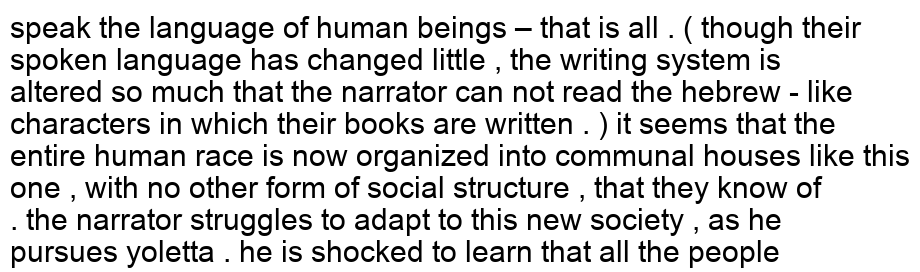 speak the language of human beings – that is all . ( though their
spoken language has changed little , the writing system is
altered so much that the narrator can not read the hebrew - like
characters in which their books are written . ) it seems that the
entire human race is now organized into communal houses like this
one , with no other form of social structure , that they know of
. the narrator struggles to adapt to this new society , as he
pursues yoletta . he is shocked to learn that all the people